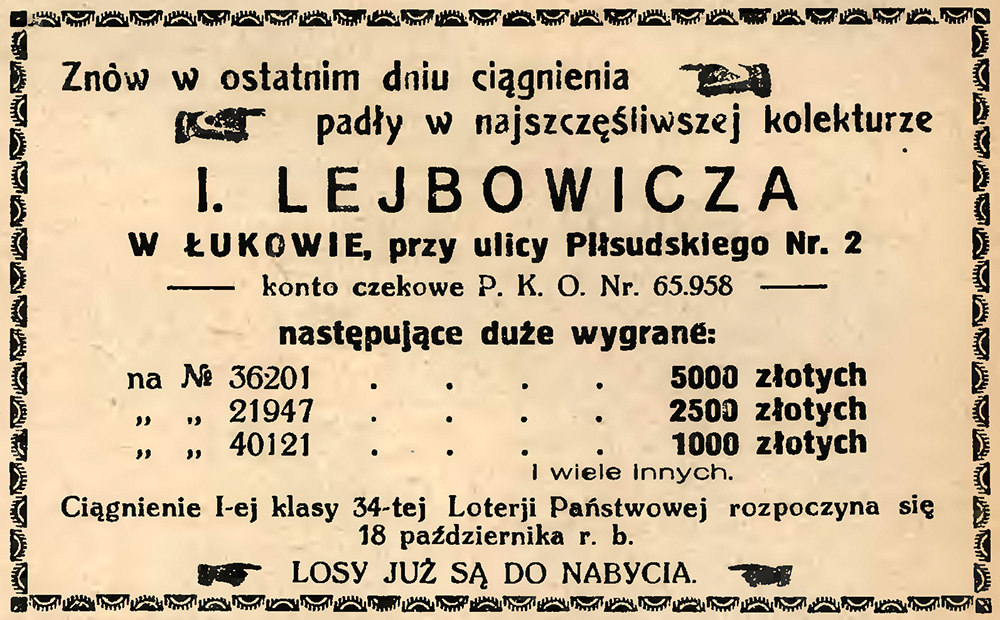 Znów w ostatnim dniu ciągnienia
padły w najszczęśliwszej kolekturze
I. LEJBOWICZA
W ŁUKOWIE, przy ulicy Piłsudskiego Nr. 2
konto czekowe P. K. O. Nr. 65.958
następujące duże wygrane:
na № 36201 . . . . 5000 złotych
„ „ 21947 . . . . 2500 złotych
„ „ 40121 . . . . 1000 złotych
I wiele innych.
Ciągnienie I-ej klasy 34-tej Loterji Państwowej rozpoczyna się
18 października r. b.
LOSY JUŻ SĄ DO NABYCIA.